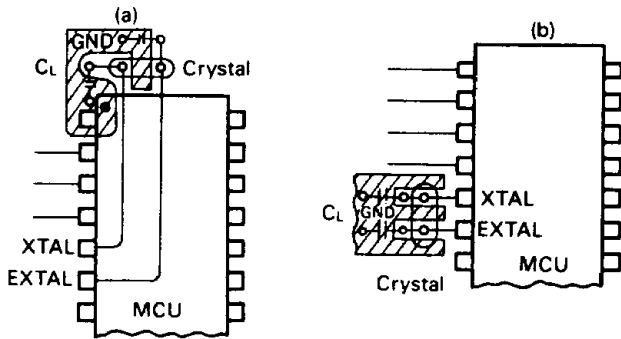 (a)
GND
CL
Crystal
XTAL
EXTAL
MCU
(b)
XTAL
CL
GND
EXTAL
MCU
Crystal